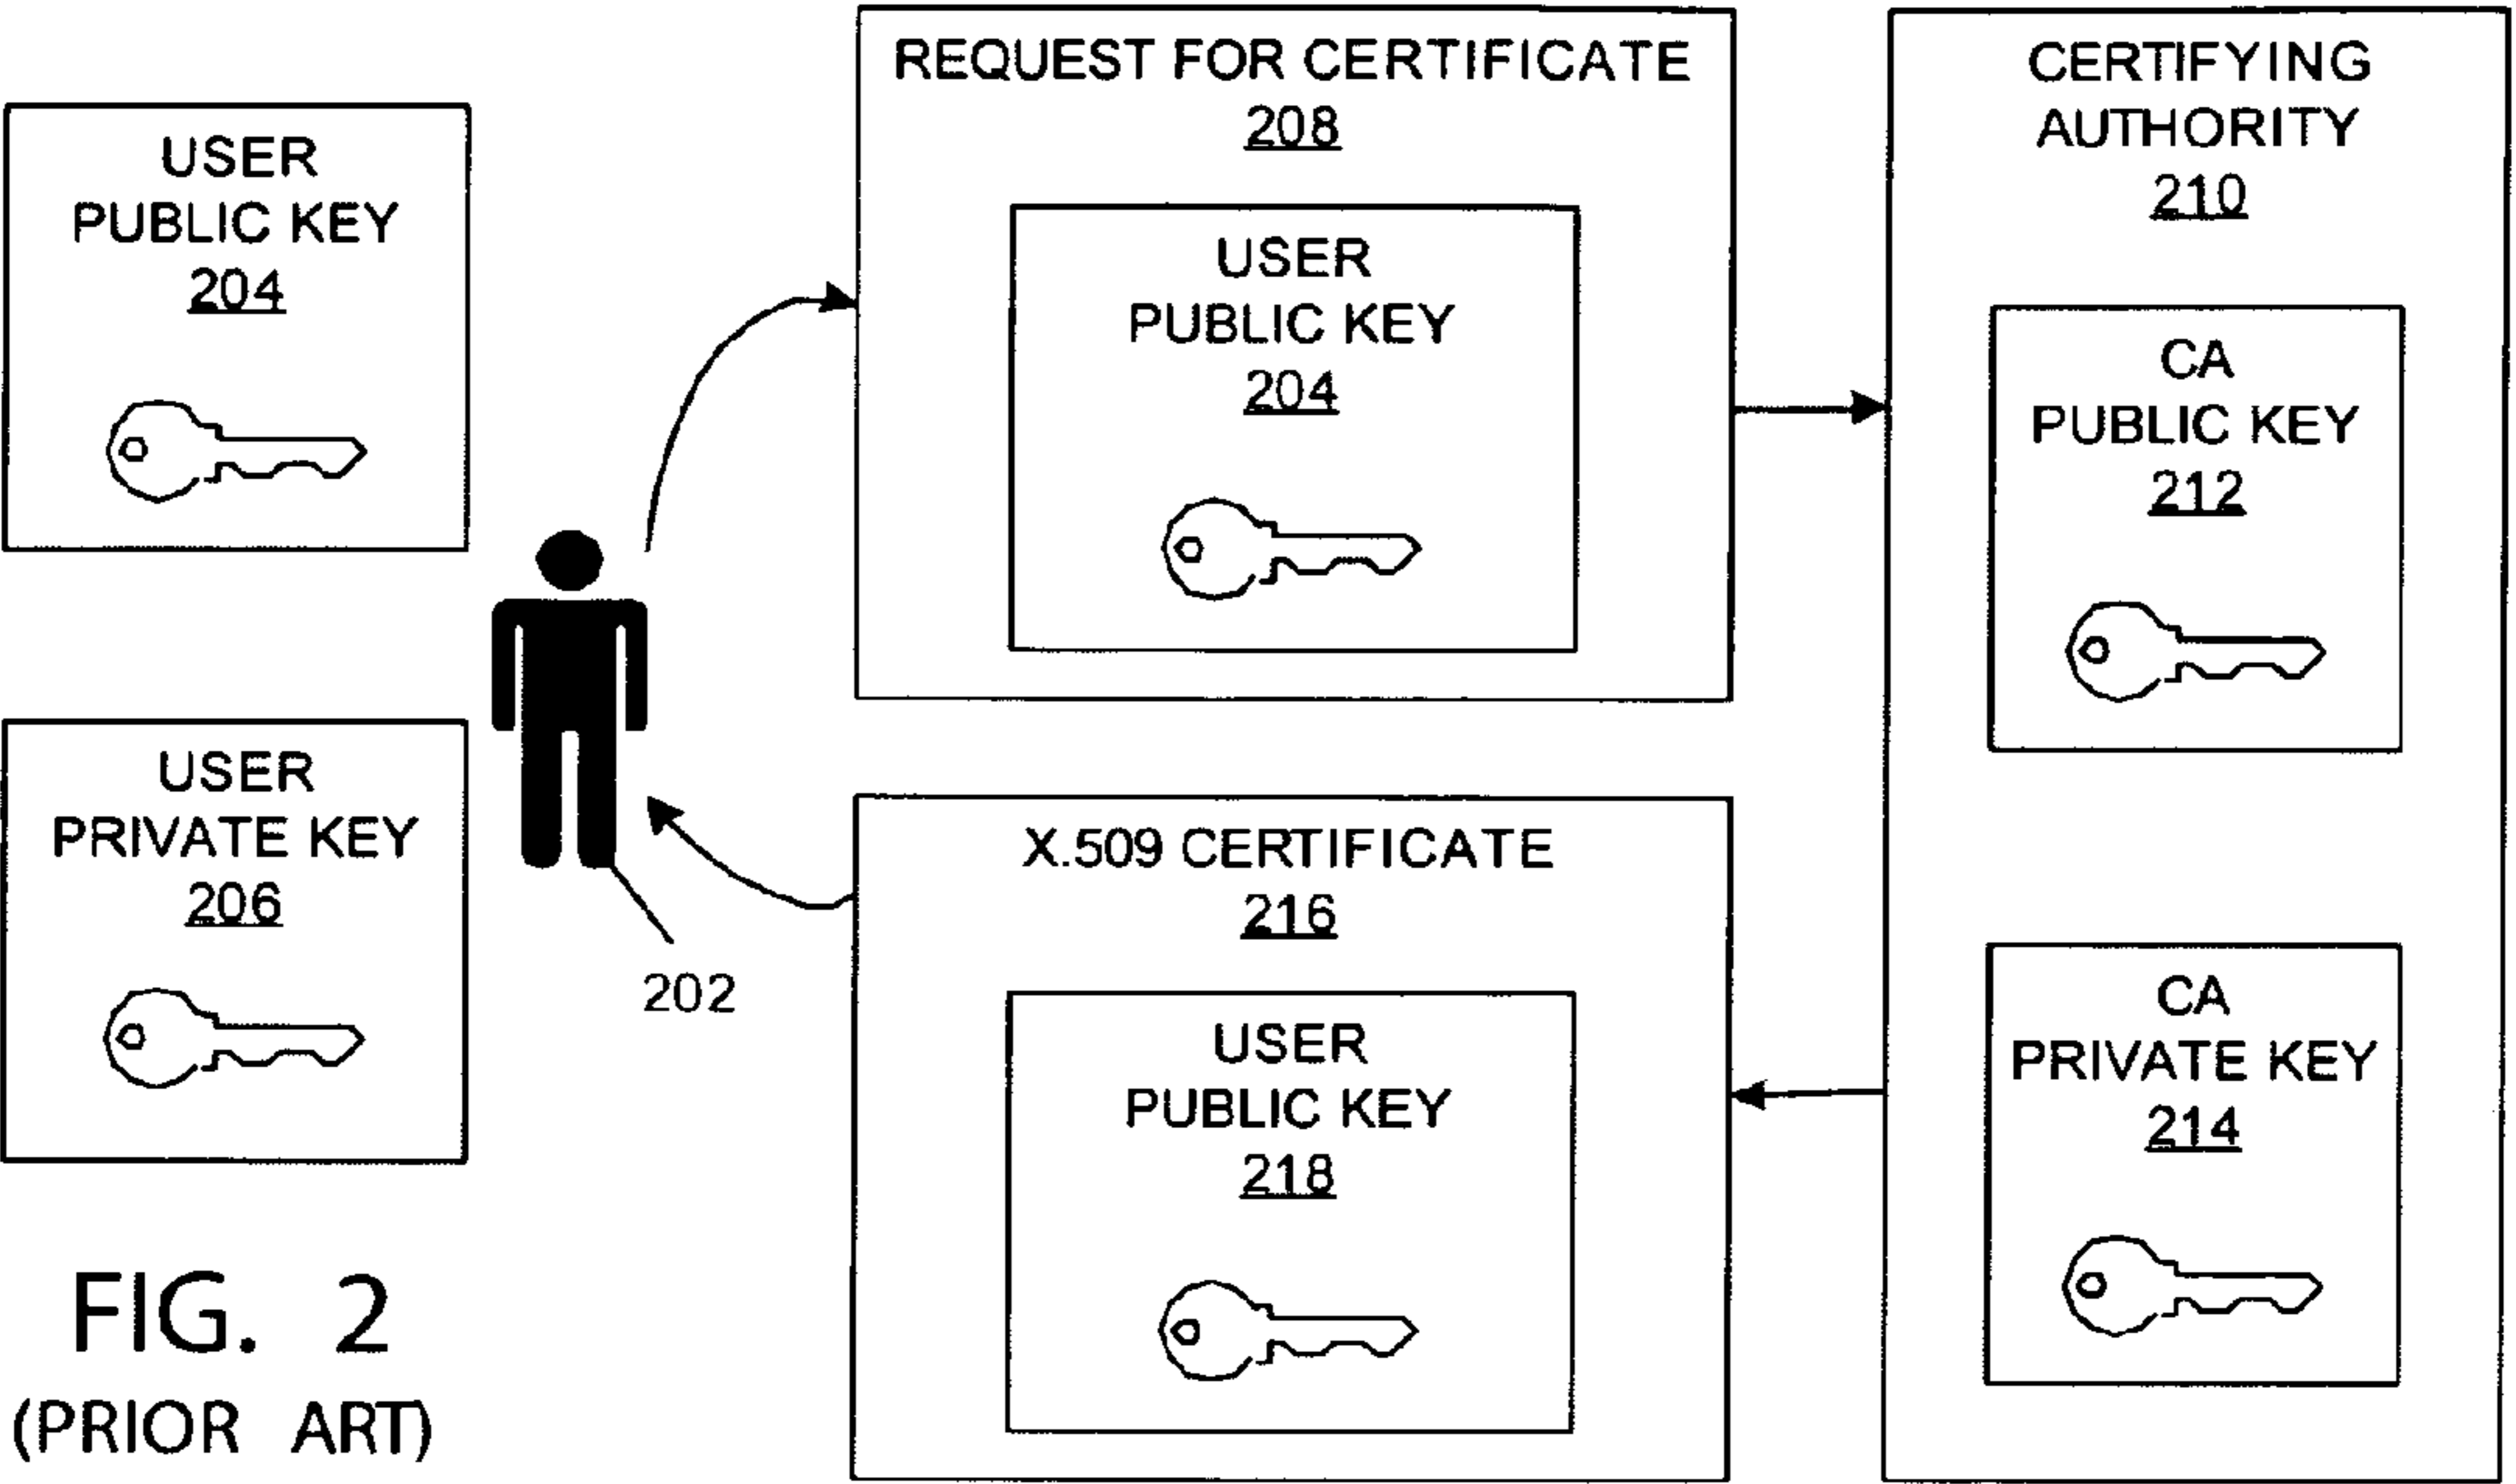 USER
PUBLIC KEY
204
USER
PRIVATE KEY
206
202
REQUEST FOR CERTIFICATE
208
USER
PUBLIC KEY
204
X.509 CERTIFICATE
216
USER
PUBLIC KEY
218
CERTIFYING
AUTHORITY
210
CA
PUBLIC KEY
212
CA
PRIVATE KEY
214
FIG. 2
(PRIOR ART)